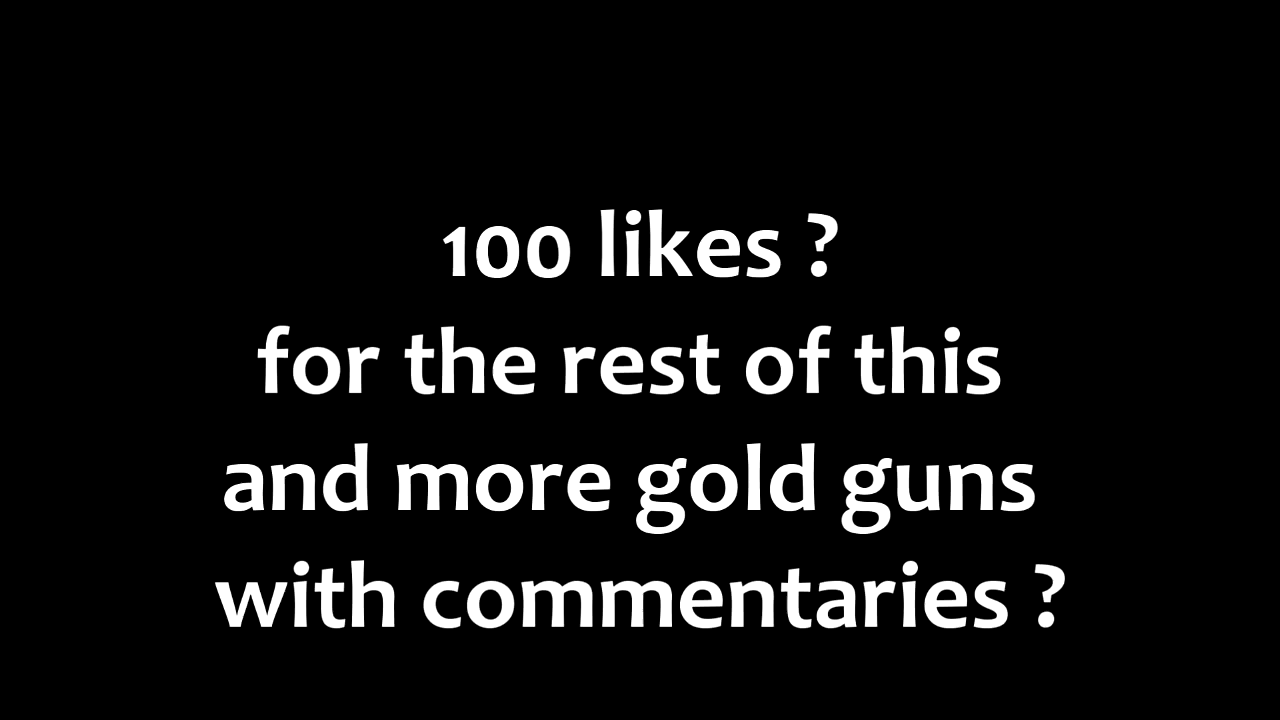 100 likes ?
for the rest of this
and more gold guns
with commentaries ?